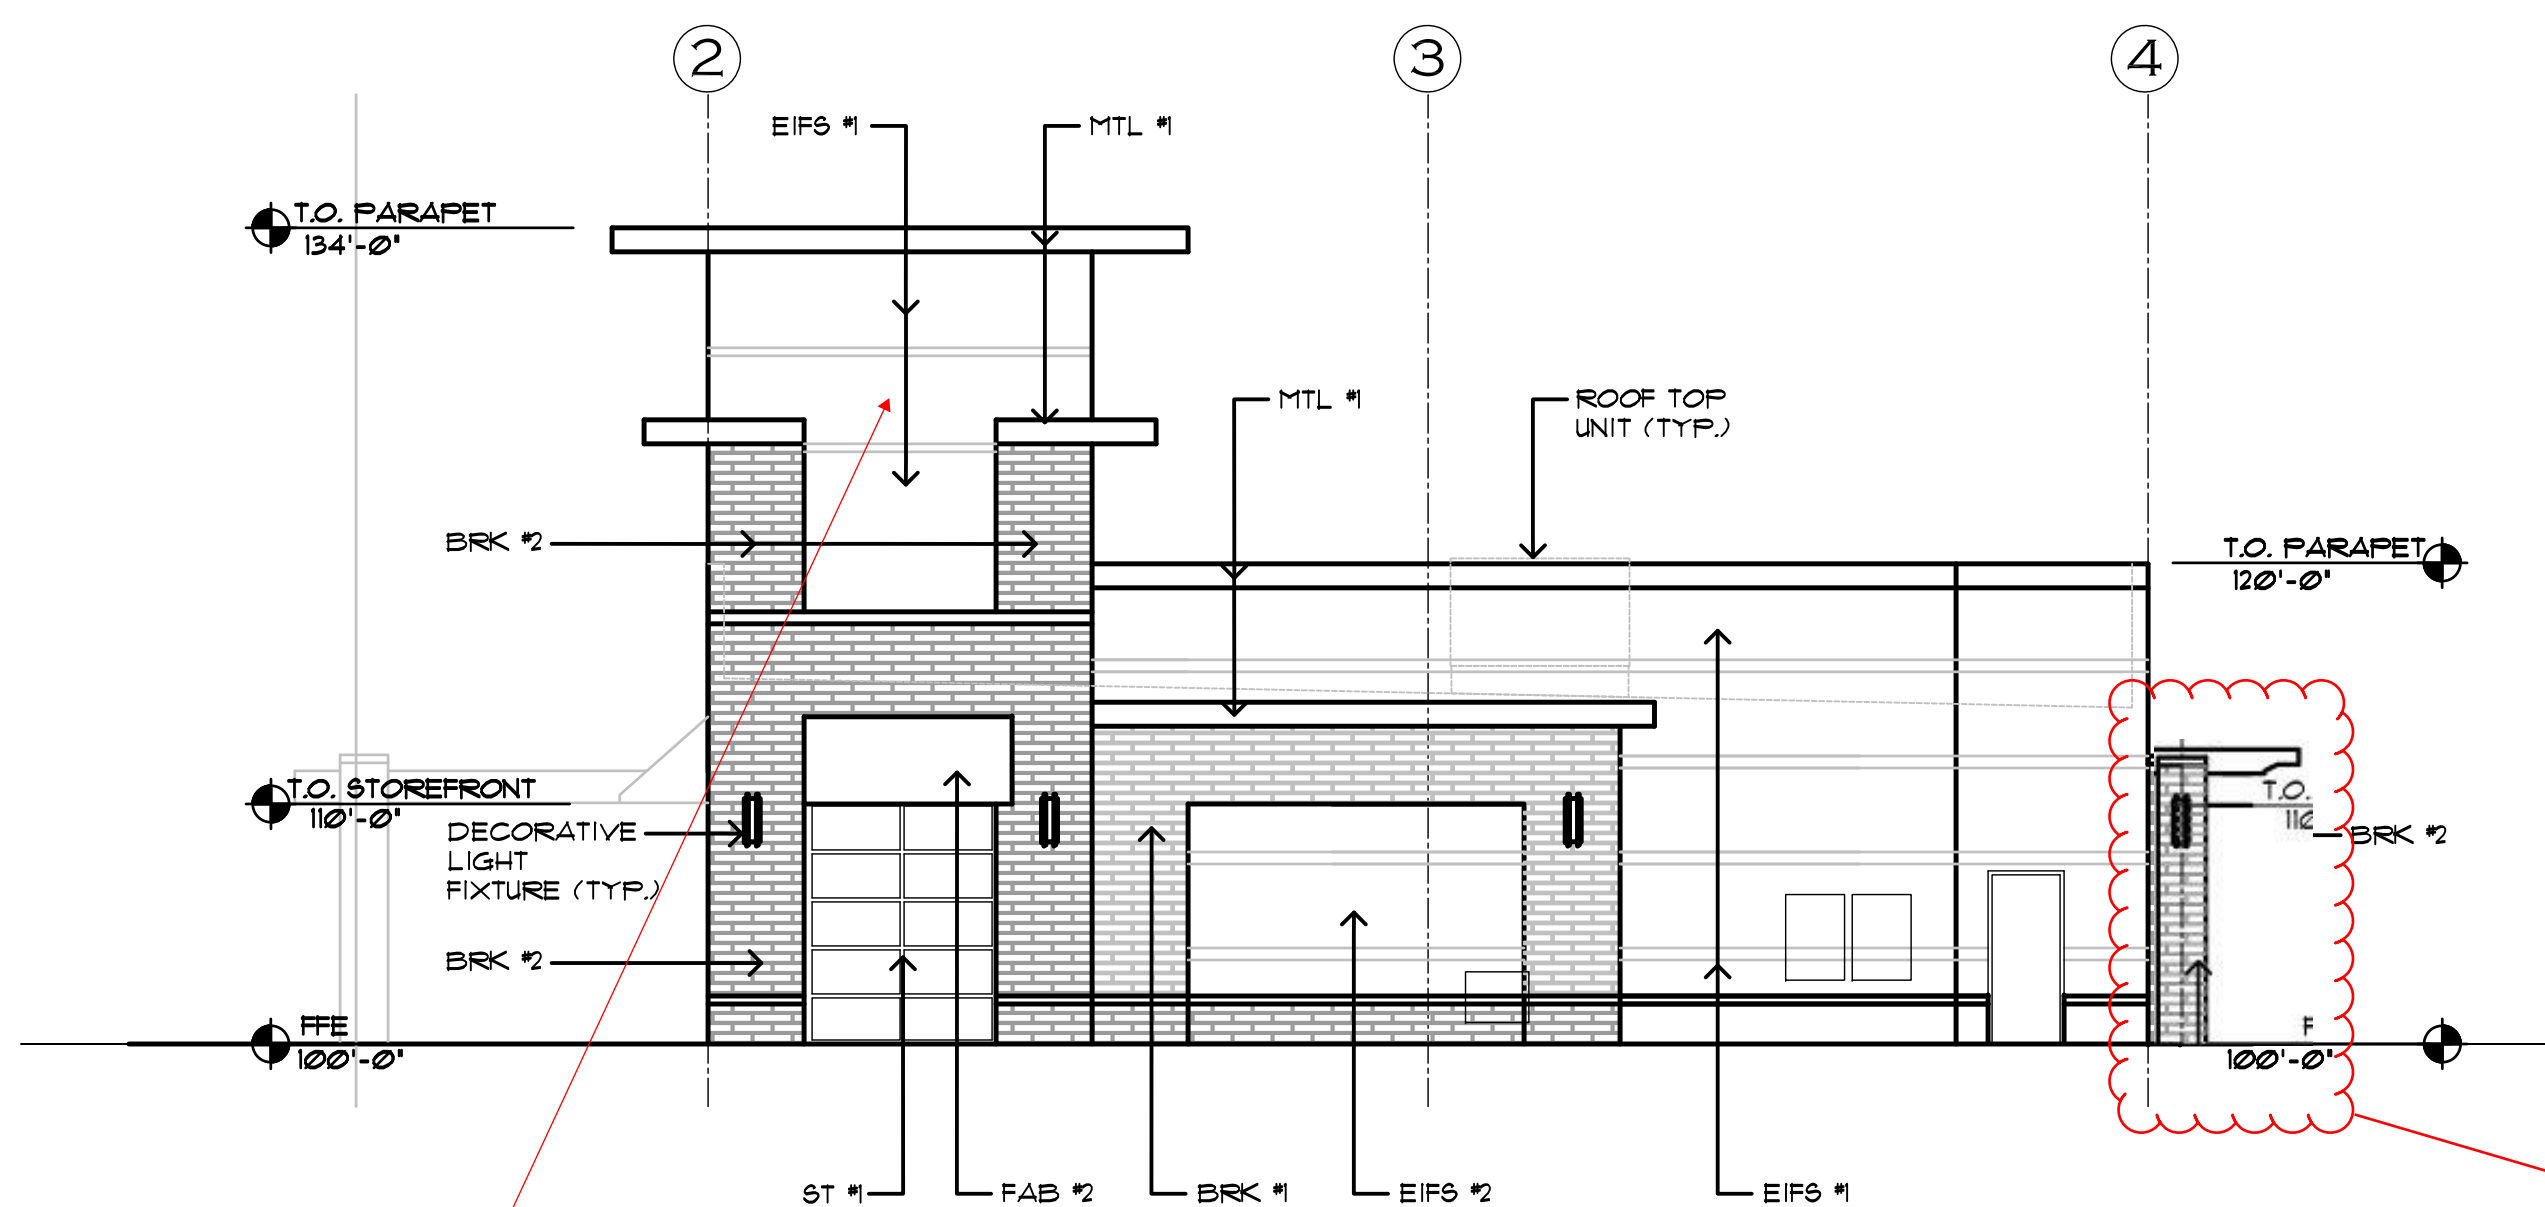 2
3
4
EIFS #1
MTL #1
T.O. PARAPET
134'-0"
MTL #1
ROOF TOP
UNIT (TYP.)
BRK #2
T.O. PARAPET
120'-0"
T.O. STOREFRONT
110'-0"
DECORATIVE
LIGHT
FIXTURE (TYP.)
T.O.
BRK #2
BRK #2
FFE
100'-0"
100'-0"
ST #1
FAB #2
BRK #1
EIFS #2
EIFS #1